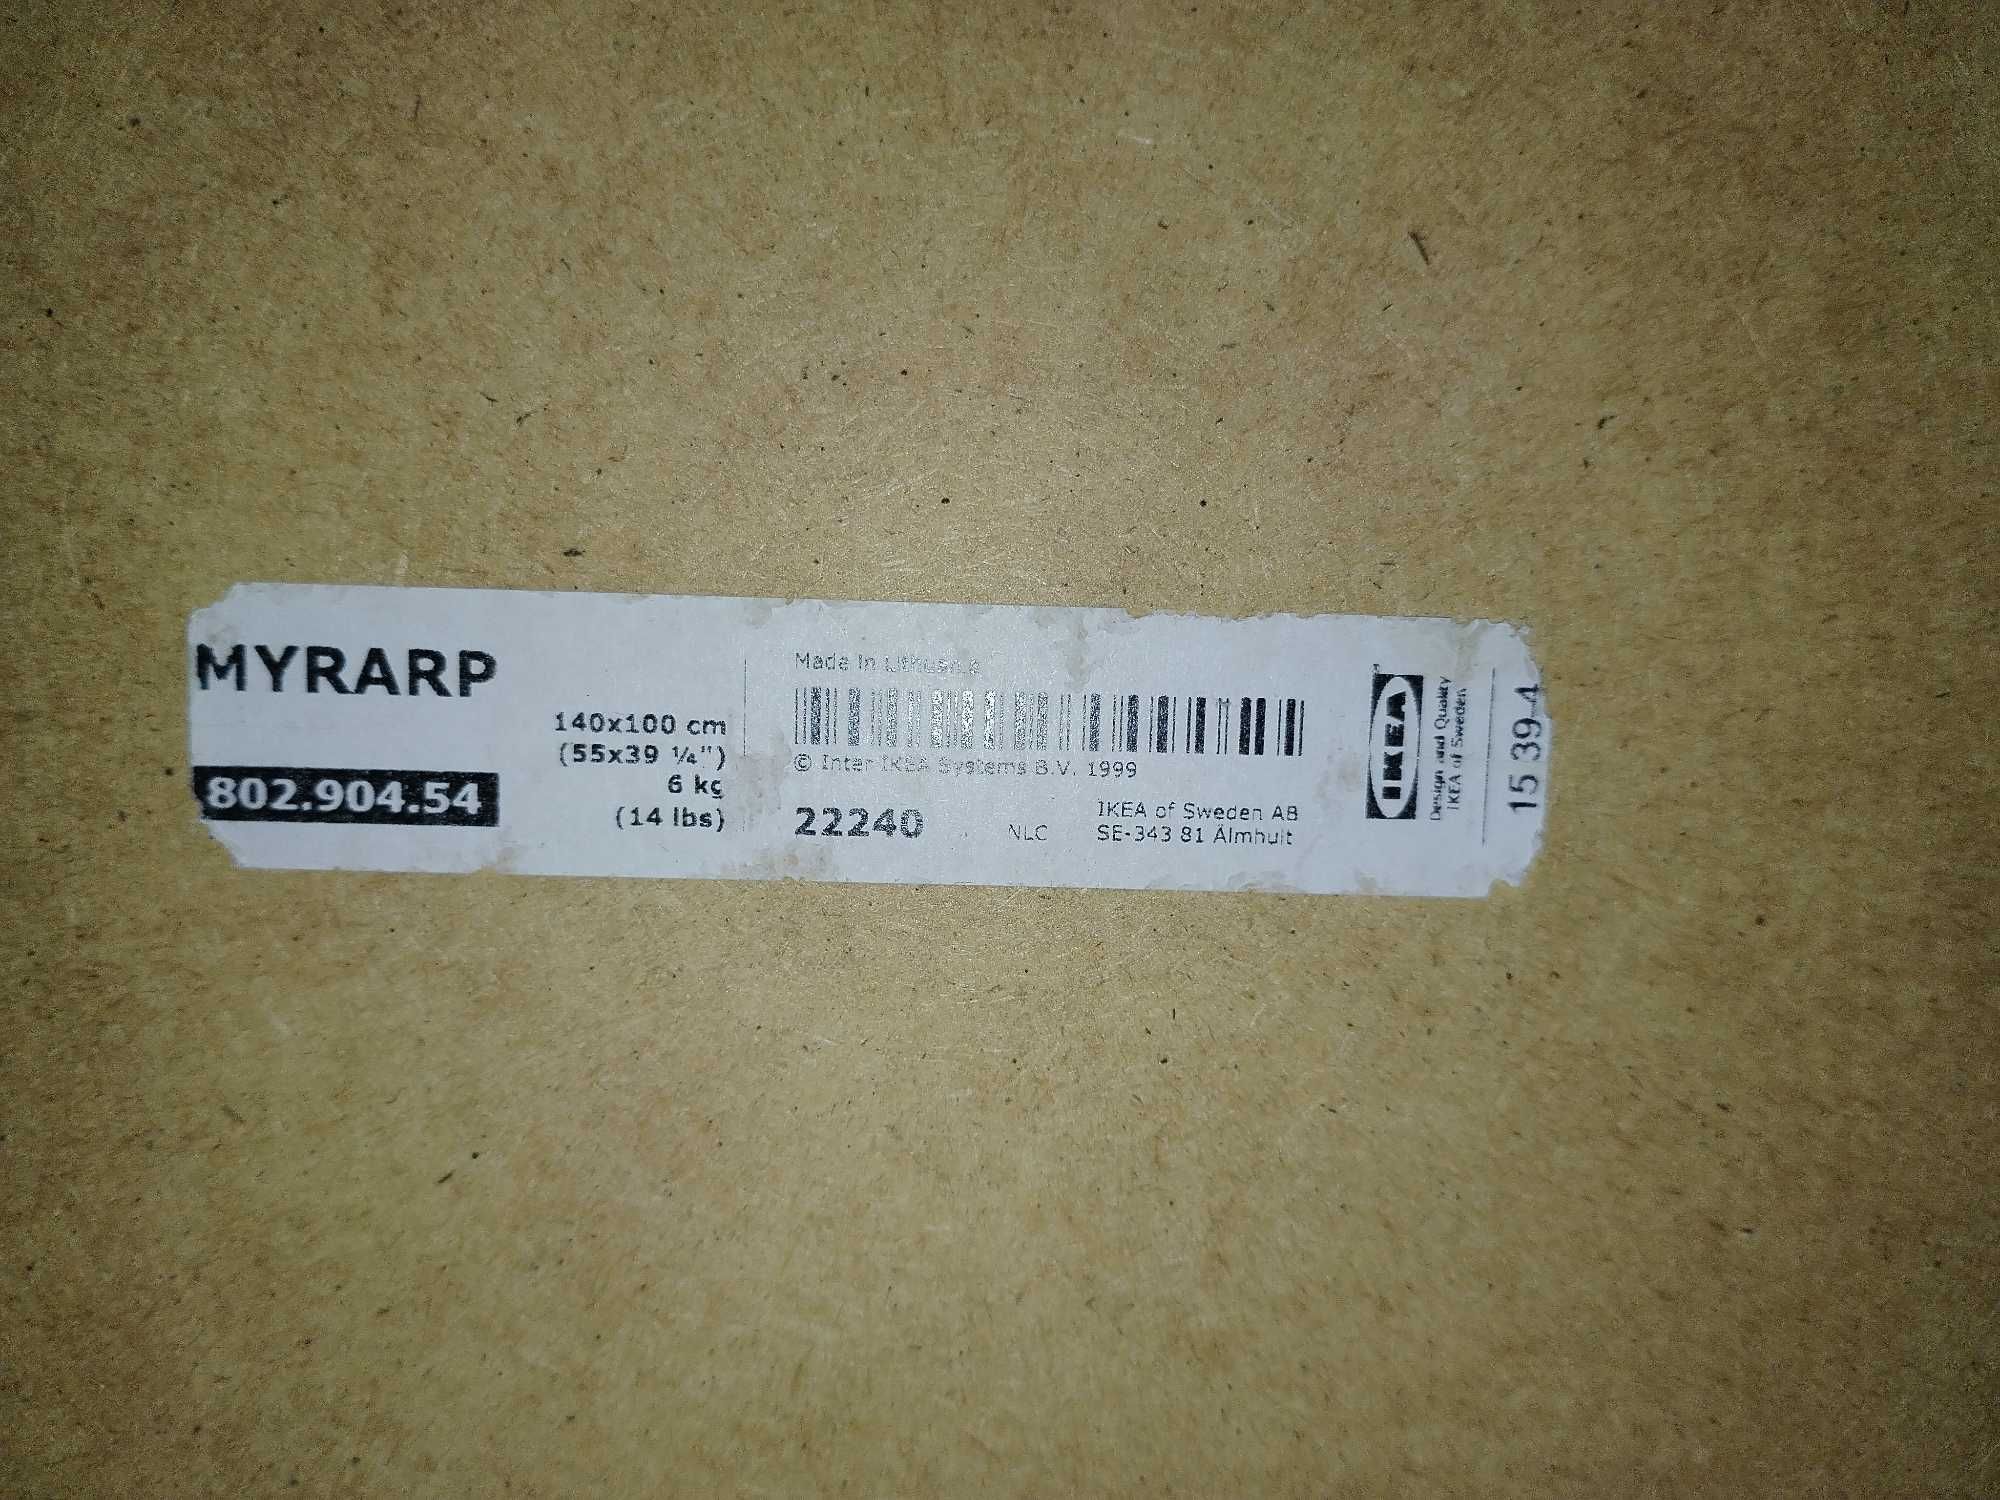 MYRARP
802.904.54
140x100 cm
(55x39 ¼")
6 kg
(14 lbs)
Made in Lithuania
© Inter IKEA Systems B.V. 1999
22240
NLC
IKEA of Sweden AB
SE-343 81 Älmhult
IKEA
Design and Quality
IKEA of Sweden
15 39-4